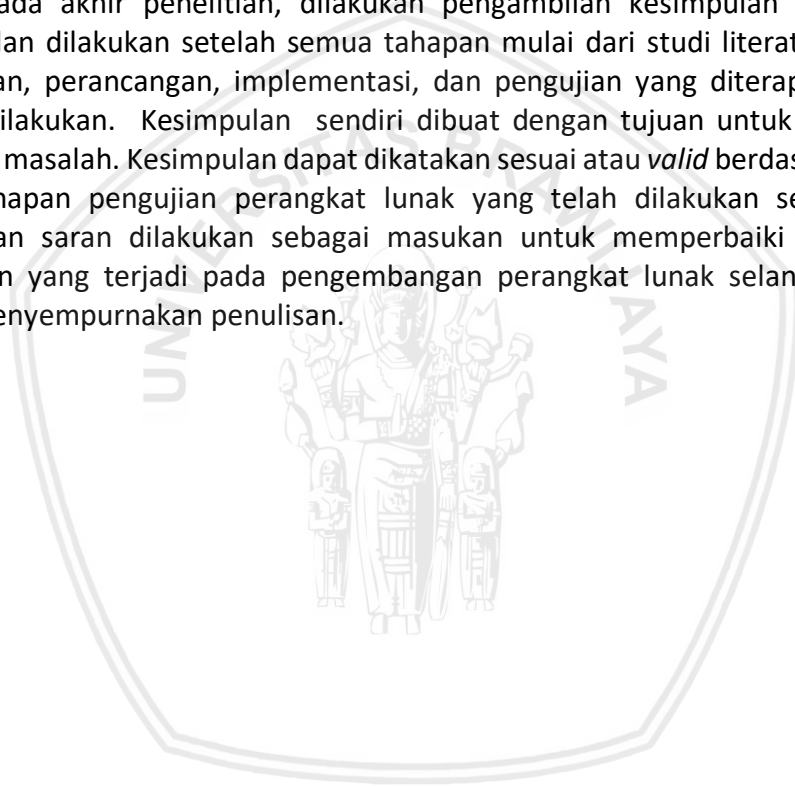 ada akhir penelitian, dilakukan pengambilan kesimpulan
an dilakukan setelah semua tahapan mulai dari studi literat
an, perancangan, implementasi, dan pengujian yang diterap
ilakukan. Kesimpulan sendiri dibuat dengan tujuan untuk
masalah. Kesimpulan dapat dikatakan sesuai atau valid berdas
hapan pengujian perangkat lunak yang telah dilakukan se
an saran dilakukan sebagai masukan untuk memperbaiki
n yang terjadi pada pengembangan perangkat lunak selan
enyempurnakan penulisan.
UNIVERSITAS BRAWIJAYA